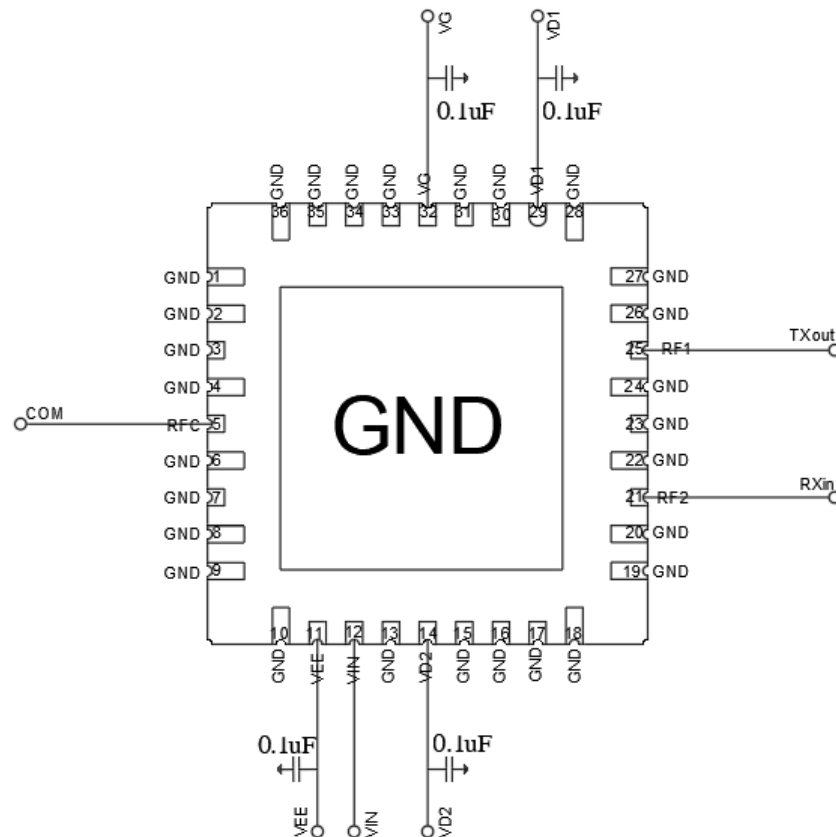 VG
VD1
0.1uF
0.1uF
GND
GND
GND
GND
VG
GND
GND
VD1
GND
36
35
34
33
32
31
30
29
28
GND 1
27 GND
GND 2
26 GND
TXout
GND 3
25 RF1
GND 4
24 GND
COM
RFC 5
23 GND
GND
GND 6
22 GND
RXin
GND 7
21 RF2
GND 8
20 GND
GND 9
19 GND
10
11
12
13
14
15
16
17
18
GND
VEE
VIN
GND
VD2
GND
GND
GND
GND
0.1uF
0.1uF
VEE
VIN
VD2